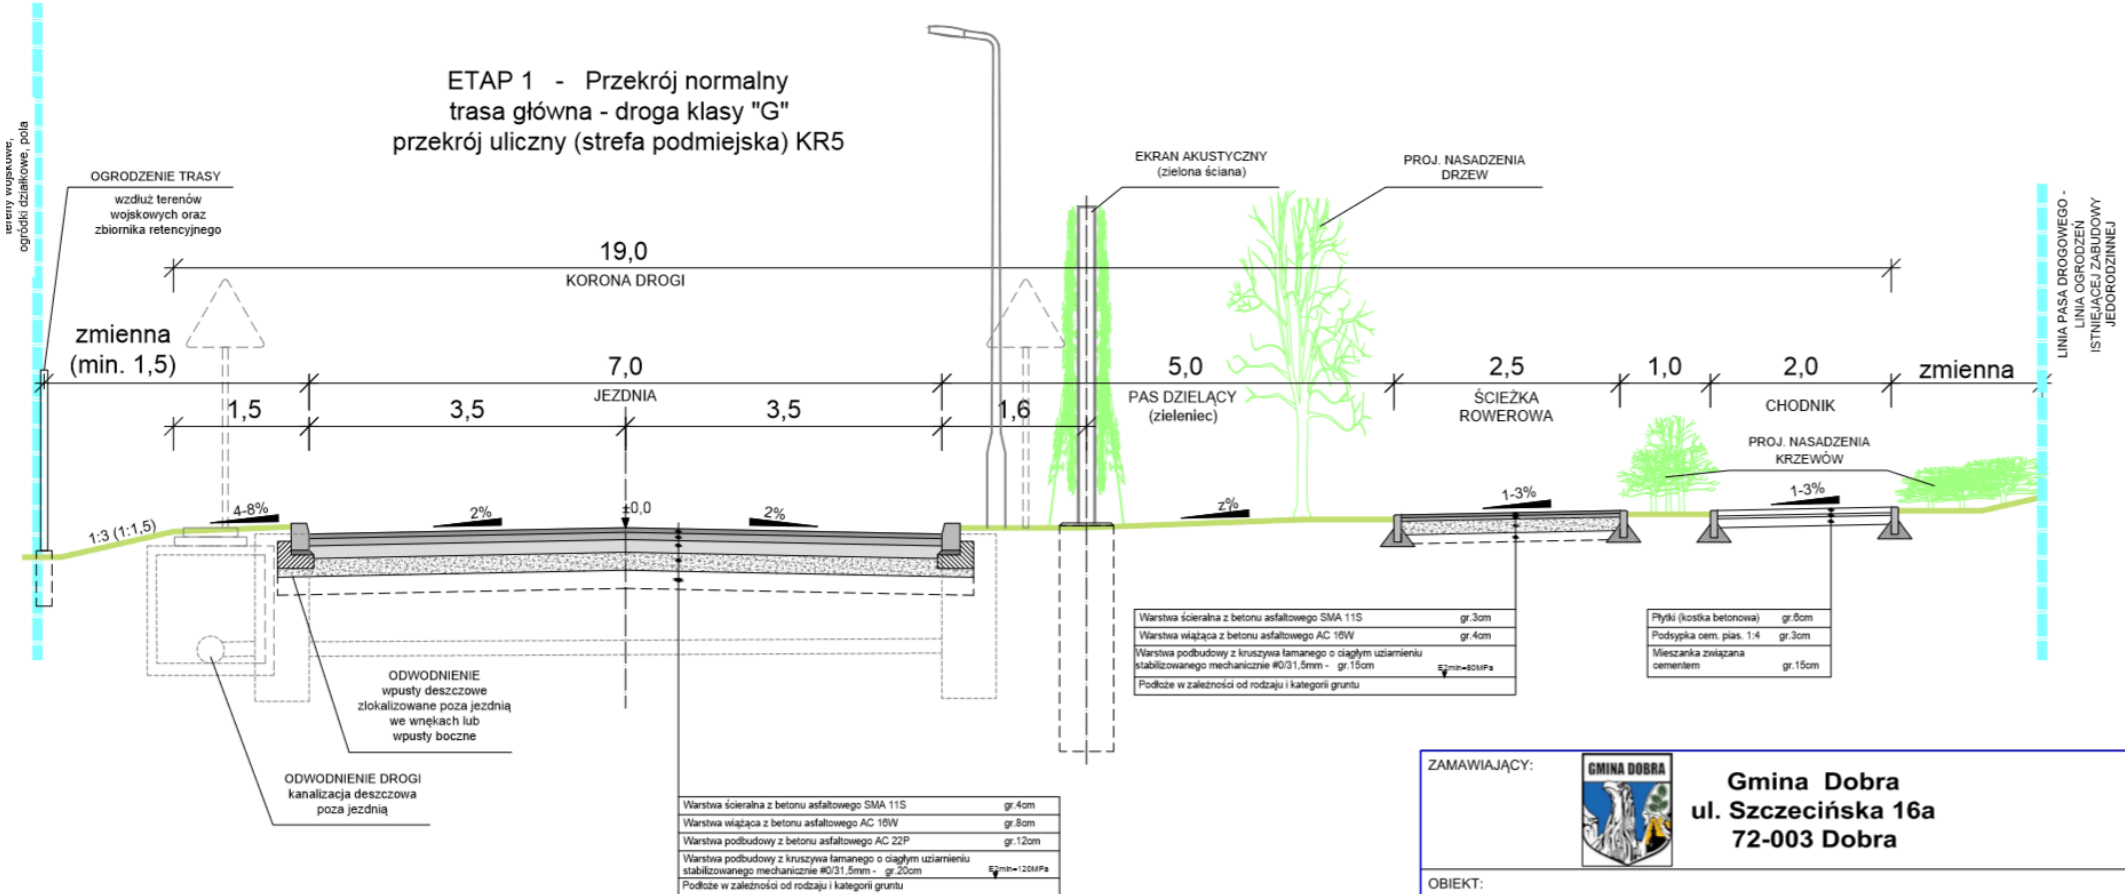 ETAP 1 - Przekrój normalny
trasa główna - droga klasy "G"
przekrój uliczny (strefa podmiejska) KR5
ogródki działkowe, pola
OGRODZENIE TRASY
wzdłuż terenów
wojskowych oraz
zbiornika retencyjnego
EKRAN AKUSTYCZNY
(zielona ściana)
PROJ. NASADZENIA
DRZEW
LINIA PASA DROGOWEGO -
LINIA OGRODZEŃ
ISTNIEJĄCEJ ZABUDOWY
JEDORODZINNEJ
19,0
KORONA DROGI
zmienna
(min. 1,5)
7,0
JEZDNIA
5,0
PAS DZIELĄCY
(zieleniec)
2,5
ŚCIEŻKA
ROWEROWA
1,0
2,0
CHODNIK
zmienna
1,5
3,5
3,5
1,6
PROJ. NASADZENIA
KRZEWÓW
1:3 (1:1,5)
4-8%
2%
±0,0
2%
z%
1-3%
1-3%
ODWODNIENIE
wpusty deszczowe
zlokalizowane poza jezdnią
we wnękach lub
wpusty boczne
ODWODNIENIE DROGI
kanalizacja deszczowa
poza jezdnią
Warstwa ścieralna z betonu asfaltowego SMA 11S gr.3cm
Warstwa wiążąca z betonu asfaltowego AC 16W gr.4cm
Warstwa podbudowy z kruszywa łamanego o ciągłym uziarnieniu
stabilizowanego mechanicznie #0/31,5mm - gr.15cm E2min=80MPa
Podłoże w zależności od rodzaju i kategorii gruntu
Płytki (kostka betonowa) gr.6cm
Podsypka cem. pias. 1:4 gr.3cm
Mieszanka związana
cementem gr.15cm
Warstwa ścieralna z betonu asfaltowego SMA 11S gr.4cm
Warstwa wiążąca z betonu asfaltowego AC 16W gr.8cm
Warstwa podbudowy z betonu asfaltowego AC 22P gr.12cm
Warstwa podbudowy z kruszywa łamanego o ciągłym uziarnieniu
stabilizowanego mechanicznie #0/31,5mm - gr.20cm E2min=120MPa
Podłoże w zależności od rodzaju i kategorii gruntu
ZAMAWIAJĄCY:
GMINA DOBRA
Gmina Dobra
ul. Szczecińska 16a
72-003 Dobra
OBIEKT: